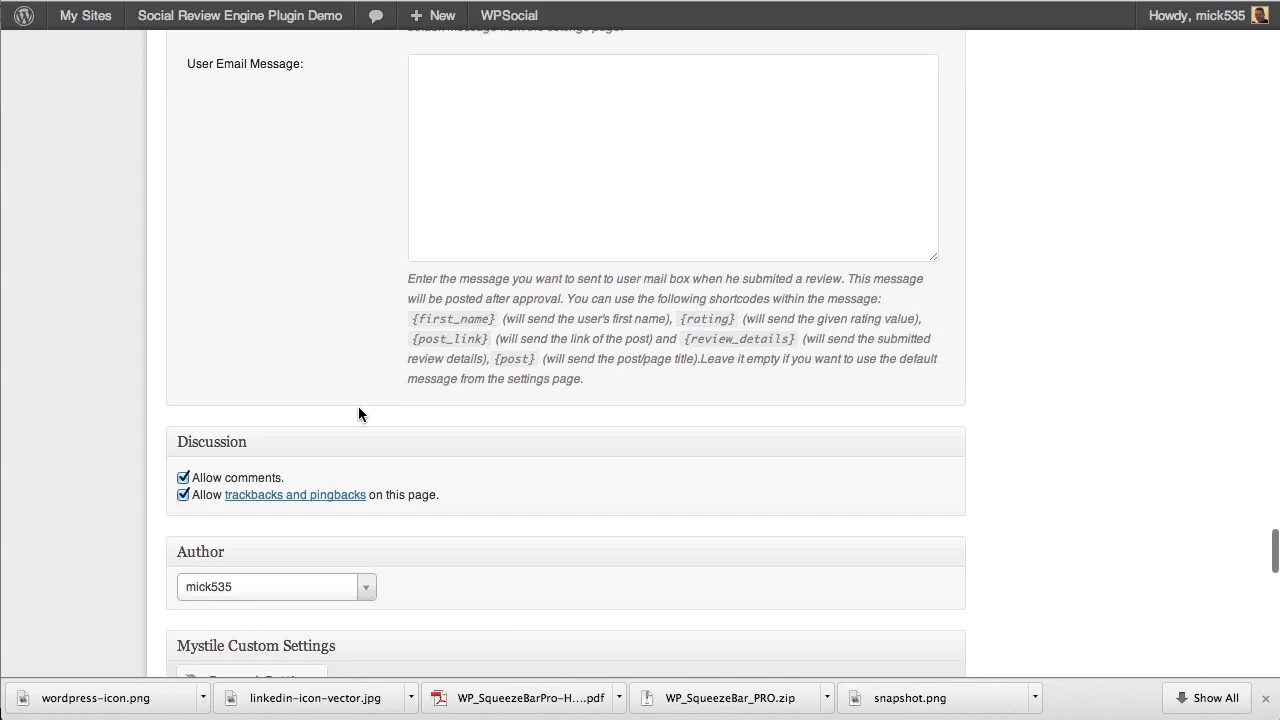 My Sites Social Review Engine Plugin Demo New WPSocial Howdy, mick535
default message from the settings page.
User Email Message:
Enter the message you want to sent to user mail box when he submited a review. This message
will be posted after approval. You can use the following shortcodes within the message:
{first_name} (will send the user's first name), {rating} (will send the given rating value),
{post_link} (will send the link of the post) and {review_details} (will send the submitted
review details), {post} (will send the post/page title).Leave it empty if you want to use the default
message from the settings page.
Discussion
Allow comments.
Allow trackbacks and pingbacks on this page.
Author
mick535
Mystile Custom Settings
wordpress-icon.png linkedin-icon-vector.jpg WP_SqueezeBarPro-H....pdf WP_SqueezeBar_PRO.zip snapshot.png Show All